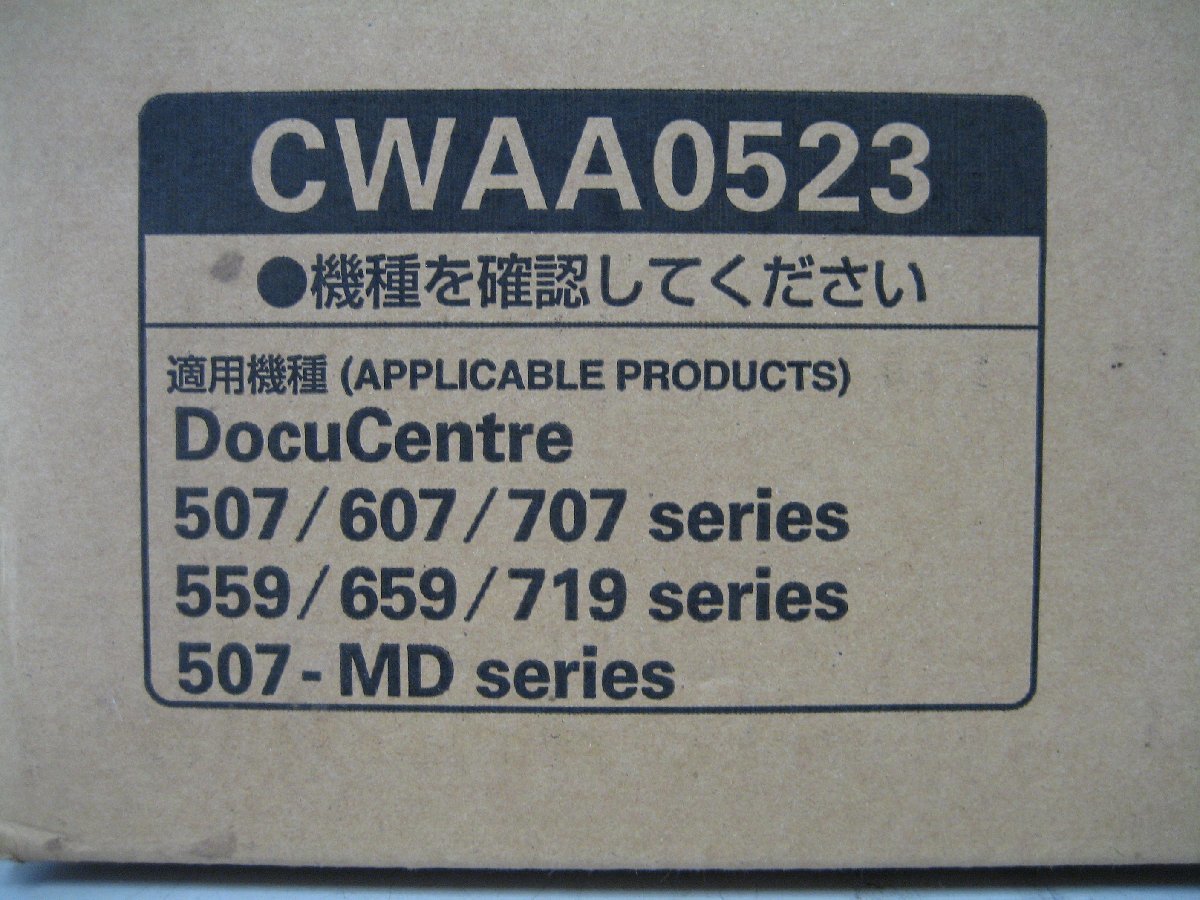 CWAA0523
●機種を確認してください
適用機種 (APPLICABLE PRODUCTS)
DocuCentre
507/607/707 series
559/659/719 series
507-MD series